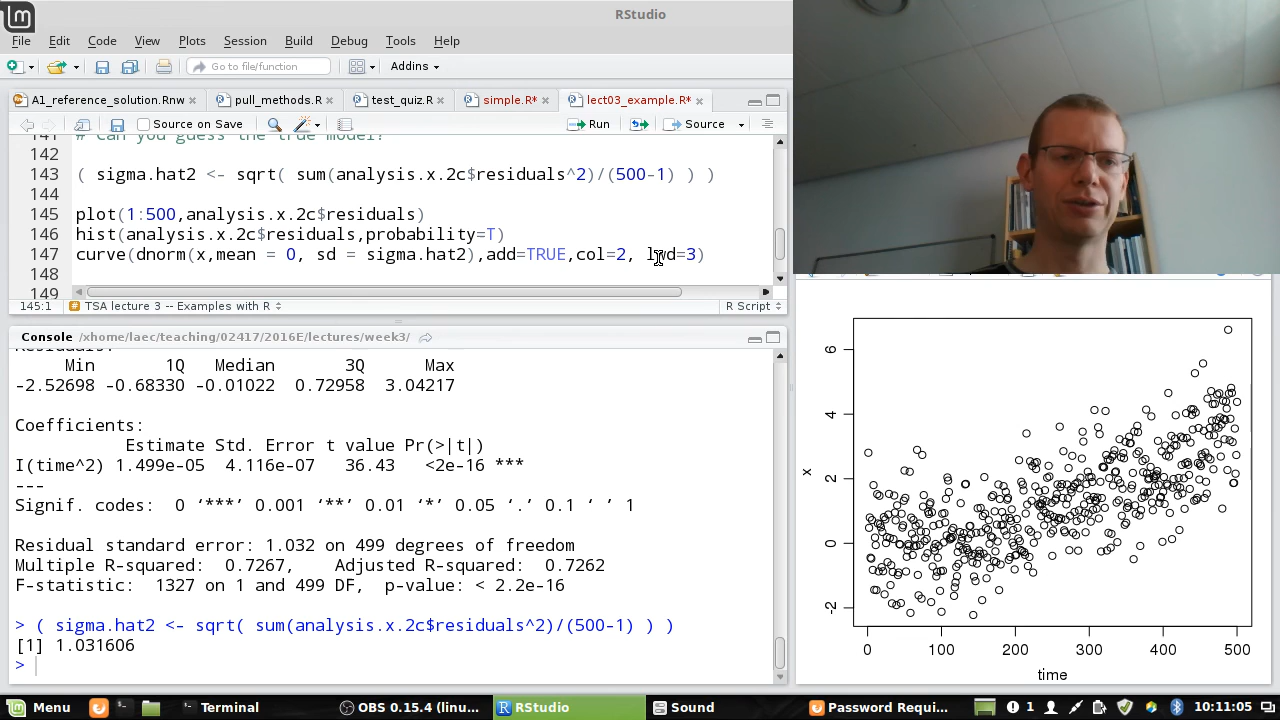 RStudio
File Edit Code View Plots Session Build Debug Tools Help
Go to file/function Addins
A1_reference_solution.Rnw pull_methods.R test_quiz.R simple.R* lect03_example.R*
Source on Save Run Source
141 # Can you guess the true model?
142
143 ( sigma.hat2 <- sqrt( sum(analysis.x.2c$residuals^2)/(500-1) ) )
144
145 plot(1:500,analysis.x.2c$residuals)
146 hist(analysis.x.2c$residuals,probability=T)
147 curve(dnorm(x,mean = 0, sd = sigma.hat2),add=TRUE,col=2, lwd=3)
148
149
145:1 TSA lecture 3 -- Examples with R R Script
Console /xhome/laec/teaching/02417/2016E/lectures/week3/
Residuals:
Min 1Q Median 3Q Max
-2.52698 -0.68330 -0.01022 0.72958 3.04217
Coefficients:
Estimate Std. Error t value Pr(>|t|)
I(time^2) 1.499e-05 4.116e-07 36.43 <2e-16 ***
---
Signif. codes: 0 ‘***’ 0.001 ‘**’ 0.01 ‘*’ 0.05 ‘.’ 0.1 ‘ ’ 1
Residual standard error: 1.032 on 499 degrees of freedom
Multiple R-squared: 0.7267, Adjusted R-squared: 0.7262
F-statistic: 1327 on 1 and 499 DF, p-value: < 2.2e-16
> ( sigma.hat2 <- sqrt( sum(analysis.x.2c$residuals^2)/(500-1) ) )
[1] 1.031606
>
6
4
2
0
-2
x
0 100 200 300 400 500
time
Menu Terminal OBS 0.15.4 (linu... RStudio Sound Password Requi... 1 10:11:05